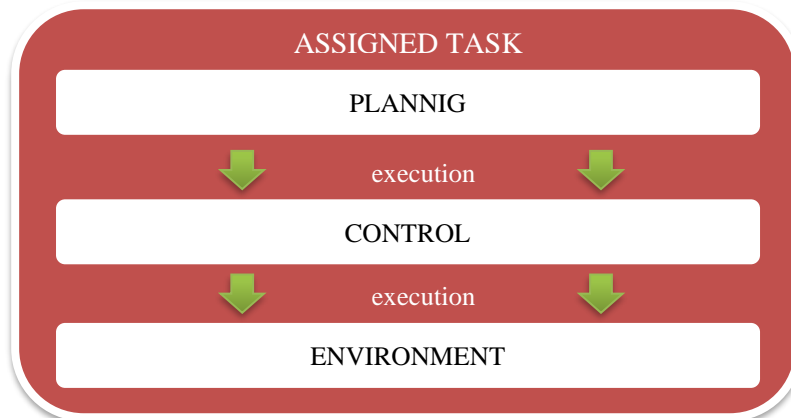 ASSIGNED TASK
PLANNIG
execution
CONTROL
execution
ENVIRONMENT